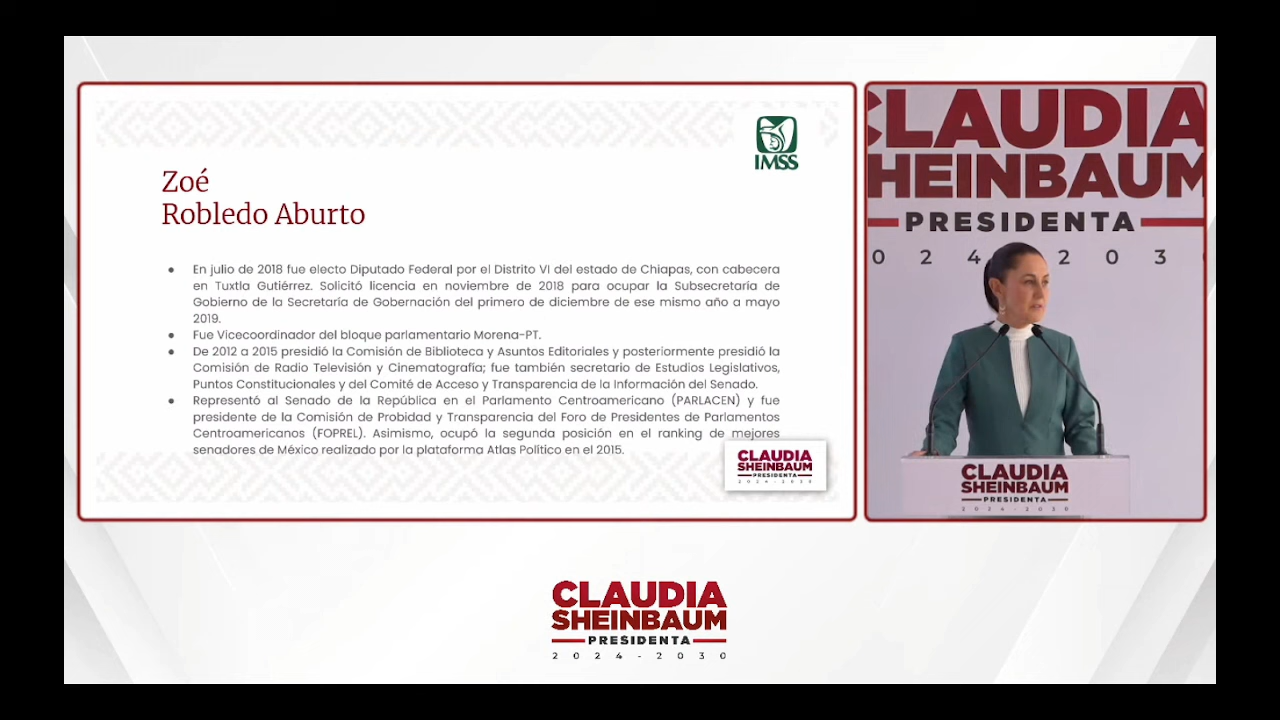 Zoé
Robledo Aburto
IMSS
● En julio de 2018 fue electo Diputado Federal por el Distrito VI del estado de Chiapas, con cabecera
en Tuxtla Gutiérrez. Solicitó licencia en noviembre de 2018 para ocupar la Subsecretaría de
Gobierno de la Secretaría de Gobernación del primero de diciembre de ese mismo año a mayo
2019.
● Fue Vicecoordinador del bloque parlamentario Morena-PT.
● De 2012 a 2015 presidió la Comisión de Biblioteca y Asuntos Editoriales y posteriormente presidió la
Comisión de Radio Televisión y Cinematografía; fue también secretario de Estudios Legislativos,
Puntos Constitucionales y del Comité de Acceso y Transparencia de la Información del Senado.
● Representó al Senado de la República en el Parlamento Centroamericano (PARLACEN) y fue
presidente de la Comisión de Probidad y Transparencia del Foro de Presidentes de Parlamentos
Centroamericanos (FOPREL). Asimismo, ocupó la segunda posición en el ranking de mejores
senadores de México realizado por la plataforma Atlas Político en el 2015.
CLAUDIA
SHEINBAUM
PRESIDENTA
2024-2030
CLAUDIA
SHEINBAUM
PRESIDENTA
0 2 4 2 0 3
CLAUDIA
SHEINBAUM
PRESIDENTA
2024-2030
CLAUDIA
SHEINBAUM
PRESIDENTA
2024-2030